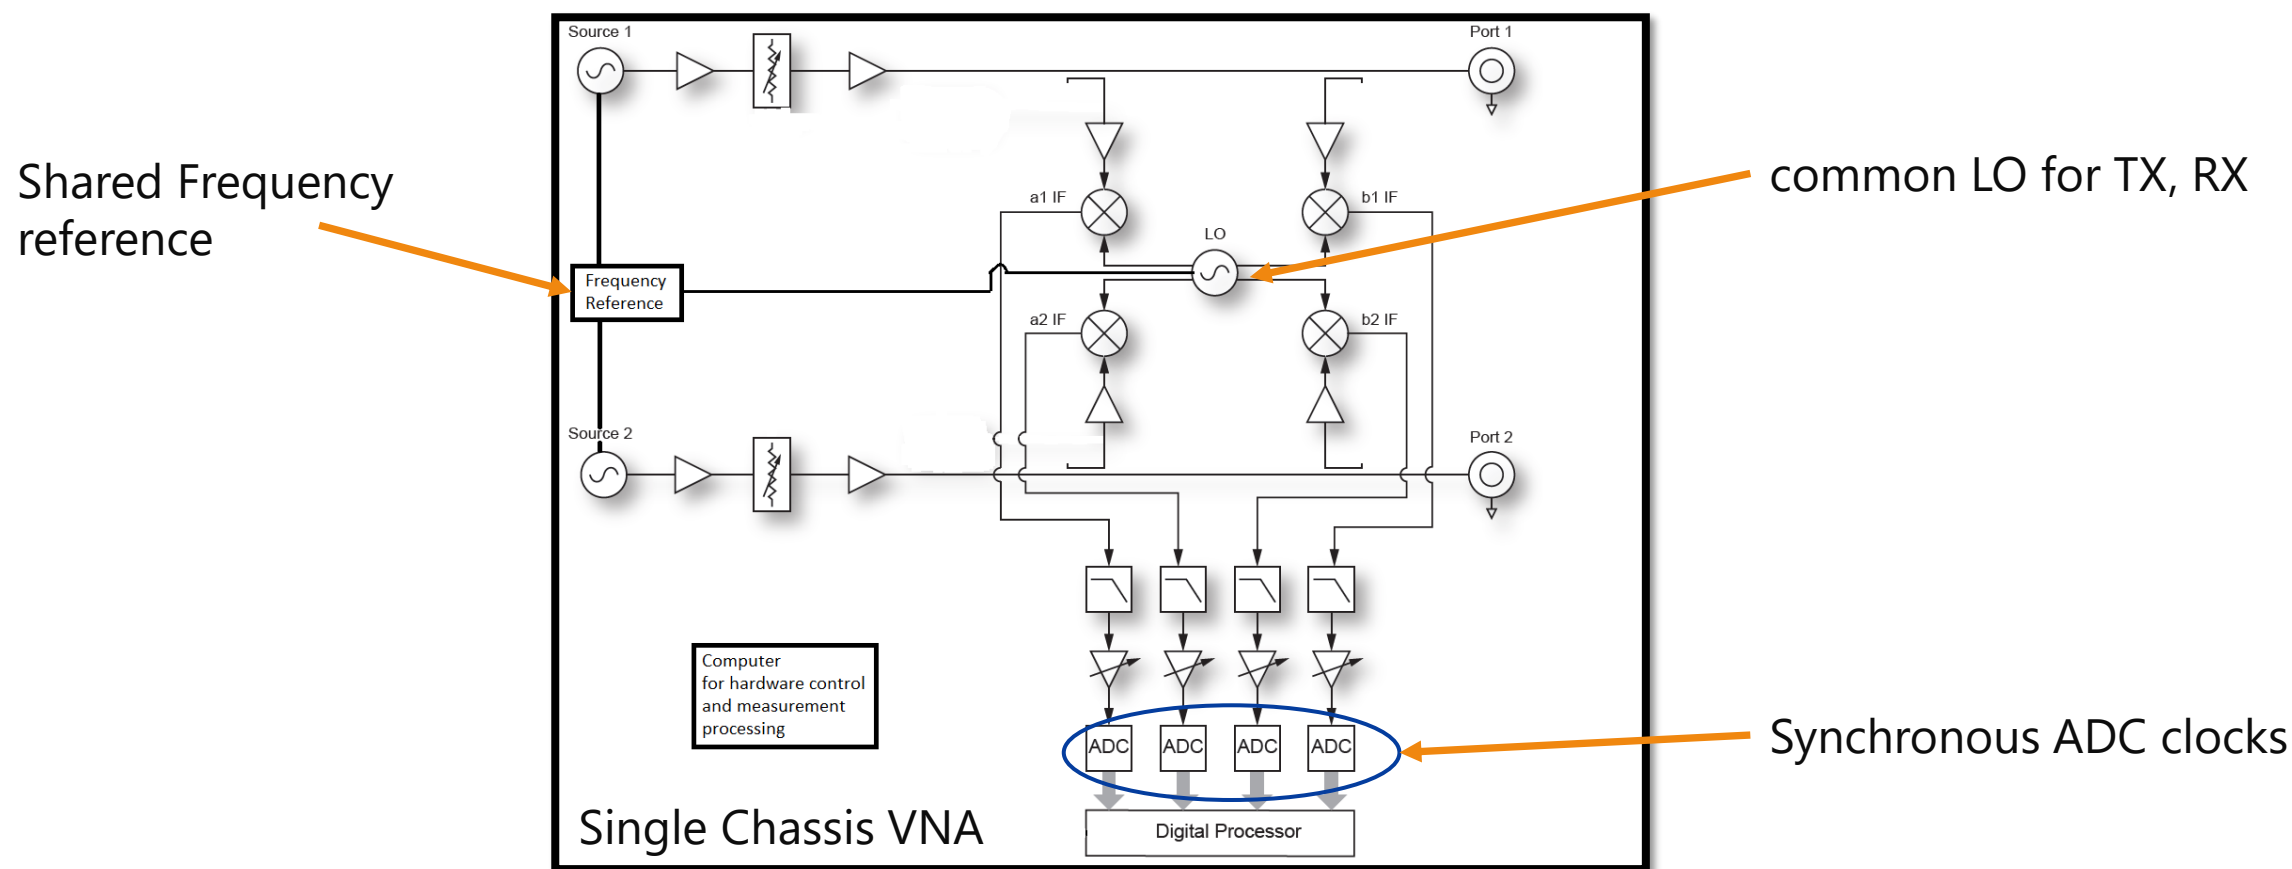 Source 1
Port 1
Shared Frequency
reference
common LO for TX, RX
a1 IF
b1 IF
LO
Frequency
Reference
a2 IF
b2 IF
Source 2
Port 2
Computer
for hardware control
and measurement
processing
ADC
ADC
ADC
ADC
Synchronous ADC clocks
Single Chassis VNA
Digital Processor